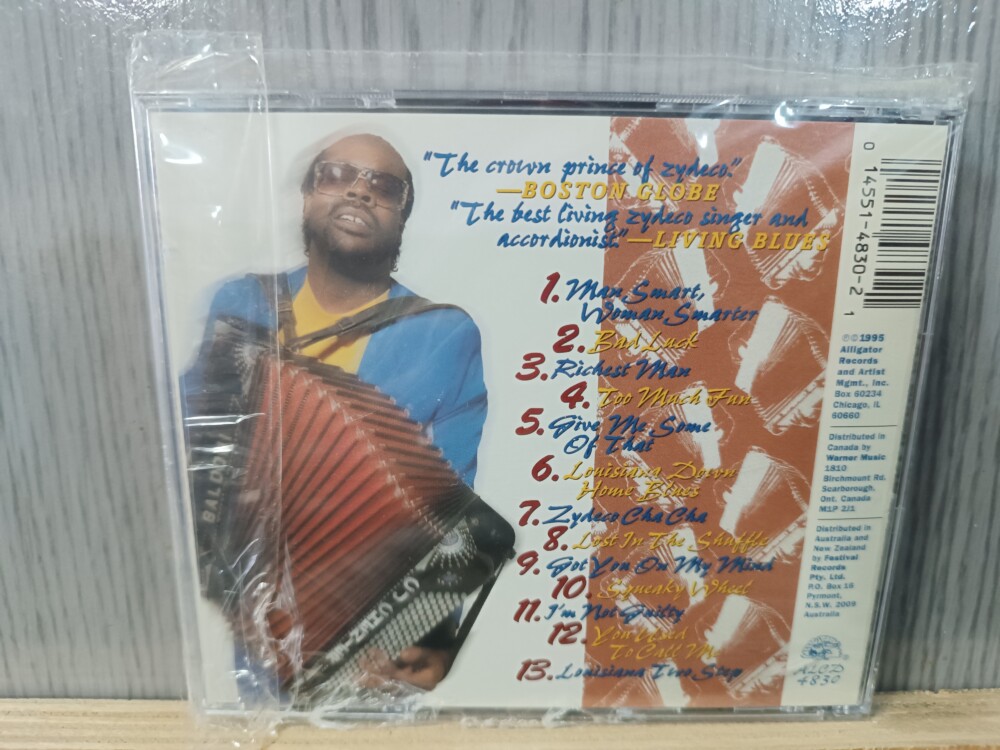 "The crown prince of zydeco."
—BOSTON GLOBE
"The best living zydeco singer and
accordionist." —LIVING BLUES
1. Man Smart,
Woman Smarter
2. Bad Luck
3. Richest Man
4. Too Much Fun
5. Give Me Some
Of That
6. Louisiana Down
Home Blues
7. Zydeco Cha Cha
8. Lost In The Shuffle
9. Got You On My Mind
10. Squeaky Wheel
11. I'm Not Guilty
12. You Used
To Call Me
13. Louisiana Two Step
0 14551-4830-2 1
℗©1995
Alligator
Records
and Artist
Mgmt., Inc.
Box 60234
Chicago, IL
60660
Distributed in
Canada by
Warner Music
1810
Birchmount Rd.
Scarborough,
Ont. Canada
M1P 2J1
Distributed in
Australia and
New Zealand
by Festival
Records
Pty. Ltd.
P.O. Box 16
Pyrmont,
N.S.W. 2009
Australia
ALCD
4830